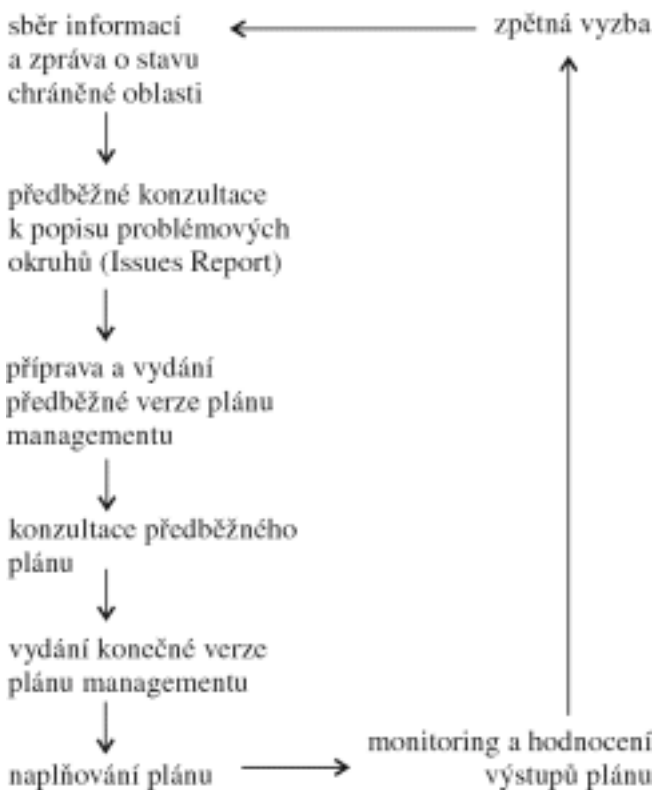 sběr informací
a zpráva o stavu
chráněné oblasti
předběžné konzultace
k popisu problémových
okruhů (Issues Report)
příprava a vydání
předběžné verze plánu
managementu
konzultace předběžného
plánu
vydání konečné verze
plánu managementu
naplňování plánu
monitoring a hodnocení
výstupů plánu
zpětná vyzba